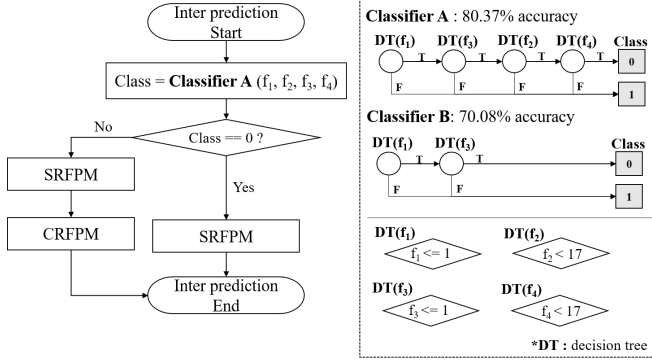 Inter prediction
Start
Class = Classifier A (f1, f2, f3, f4)
No
Class == 0 ?
SRFPM
Yes
CRFPM
SRFPM
Inter prediction
End
Classifier A : 80.37% accuracy
DT(f1) DT(f3) DT(f2) DT(f4) Class
T T T T 0
F F F F 1
Classifier B: 70.08% accuracy
DT(f1) DT(f3) Class
T T 0
F F 1
DT(f1) DT(f2)
f1 <= 1 f2 < 17
DT(f3) DT(f4)
f3 <= 1 f4 < 17
*DT : decision tree